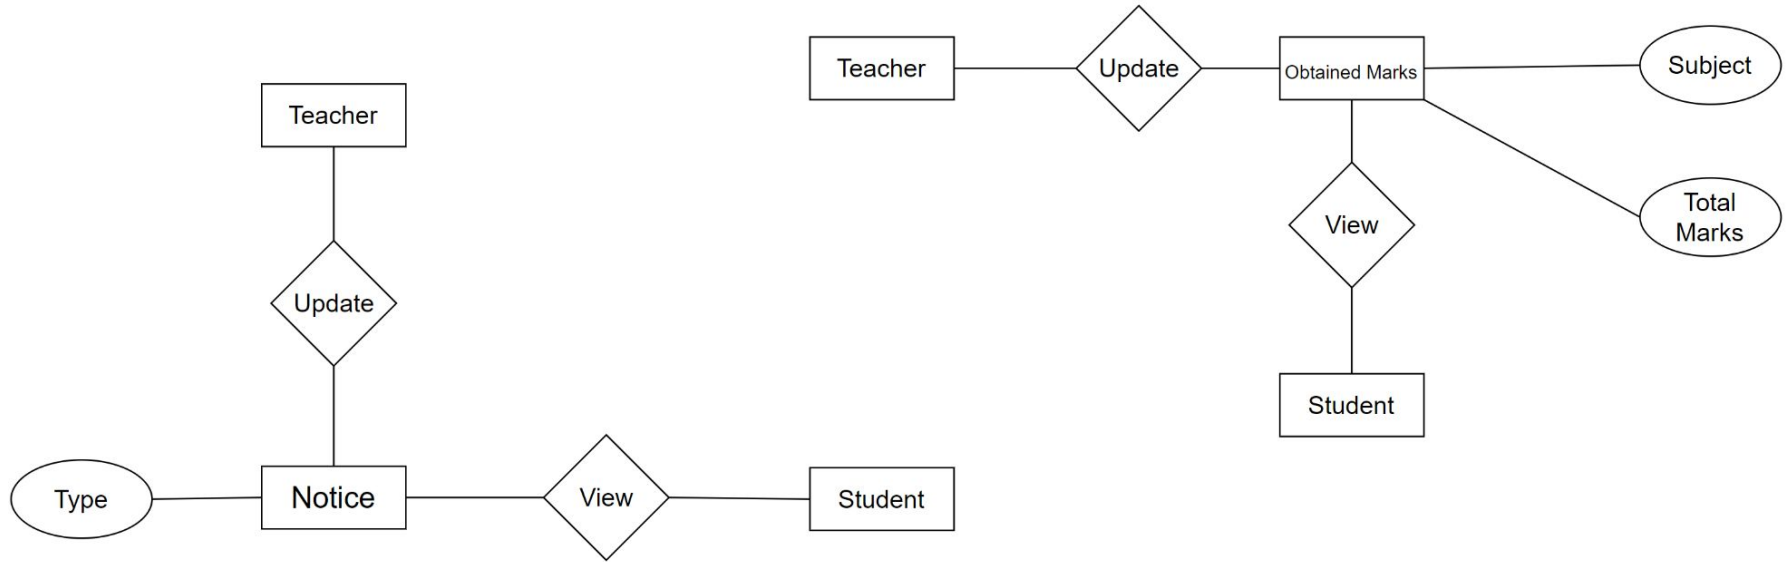 Teacher
Update
Notice
Type
View
Student
Teacher
Update
Obtained Marks
Subject
Total
Marks
View
Student